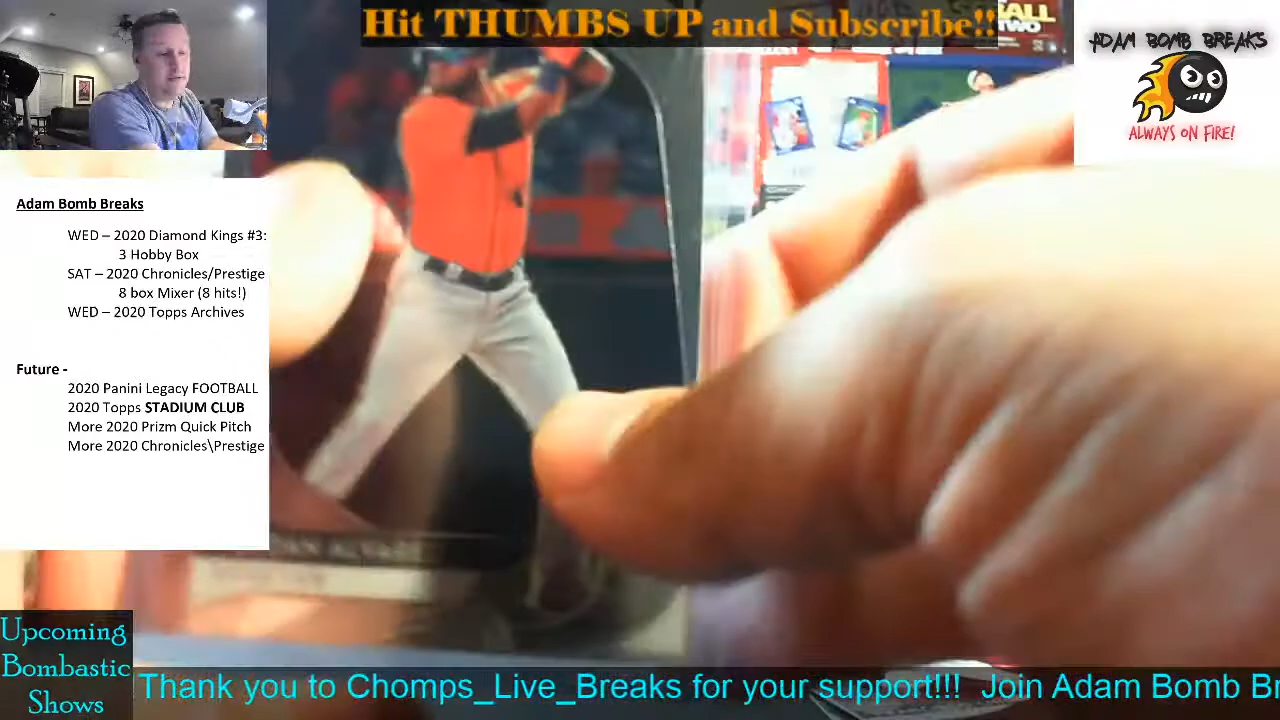 Hit THUMBS UP and Subscribe!!
ALL
TWO
ADAM BOMB BREAKS
ALWAYS ON FIRE!
Adam Bomb Breaks
WED – 2020 Diamond Kings #3:
3 Hobby Box
SAT – 2020 Chronicles/Prestige
8 box Mixer (8 hits!)
WED – 2020 Topps Archives
Future -
2020 Panini Legacy FOOTBALL
2020 Topps STADIUM CLUB
More 2020 Prizm Quick Pitch
More 2020 Chronicles\Prestige
Upcoming
Bombastic
Shows
Thank you to Chomps_Live_Breaks for your support!!! Join Adam Bomb Br